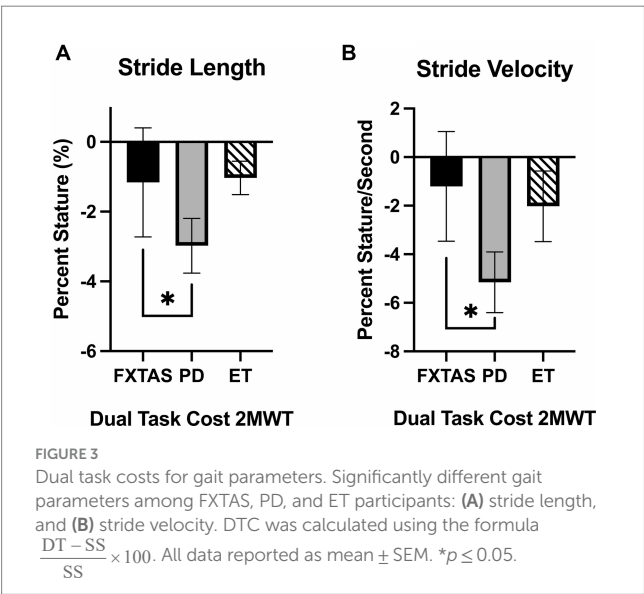 A
Stride Length
Percent Stature (%)
0
-2
-4
-6
*
FXTAS PD ET
Dual Task Cost 2MWT
B
Stride Velocity
Percent Stature/Second
2
0
-2
-4
-6
-8
*
FXTAS PD ET
Dual Task Cost 2MWT
FIGURE 3
Dual task costs for gait parameters. Significantly different gait
parameters among FXTAS, PD, and ET participants: (A) stride length,
and (B) stride velocity. DTC was calculated using the formula
DT − SS
SS
× 100. All data reported as mean ± SEM. *p ≤ 0.05.